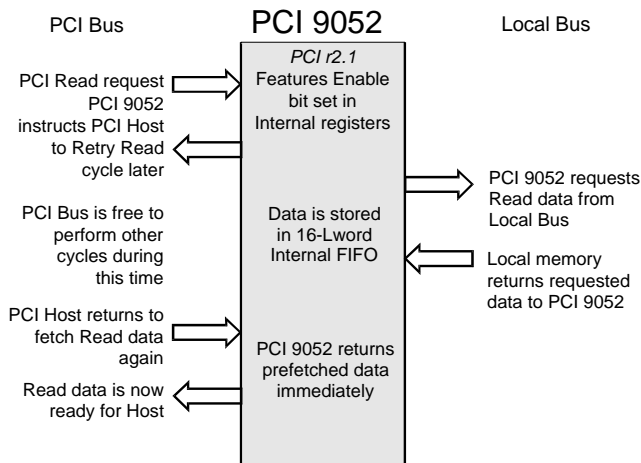 PCI Bus
PCI 9052
Local Bus
PCI r2.1
Features Enable
bit set in
Internal registers
PCI Read request
PCI 9052
instructs PCI Host
to Retry Read
cycle later
PCI 9052 requests
Read data from
Local Bus
PCI Bus is free to
perform other
cycles during
this time
Data is stored
in 16-Lword
Internal FIFO
Local memory
returns requested
data to PCI 9052
PCI Host returns to
fetch Read data
again
PCI 9052 returns
prefetched data
immediately
Read data is now
ready for Host